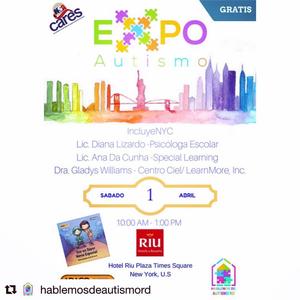 GRATIS
cares
EXPO
Autismo
IncluyeNYC
Lic. Diana Lizardo -Psicóloga Escolar
Lic. Ana Da Cunha -Special Learning
Dra. Gladys Williams - Centro Ciel/ LearnMore, Inc.
SABADO 1 ABRIL
10:00 AM - 1:00 PM
RIU
Hotel Riu Plaza Times Square
New York, U.S
hablemosdeautismord